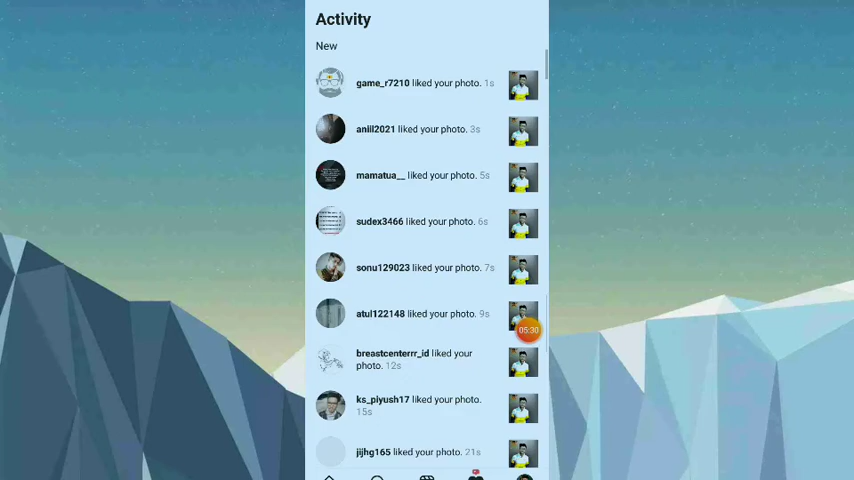 Activity
New
game_r7210 liked your photo. 1s
aniil2021 liked your photo. 3s
mamatua__ liked your photo. 5s
sudex3466 liked your photo. 6s
sonu129023 liked your photo. 7s
atul122148 liked your photo. 9s
05:30
breastcenterrr_id liked your
photo. 12s
ks_piyush17 liked your photo.
15s
jijhg165 liked your photo. 21s